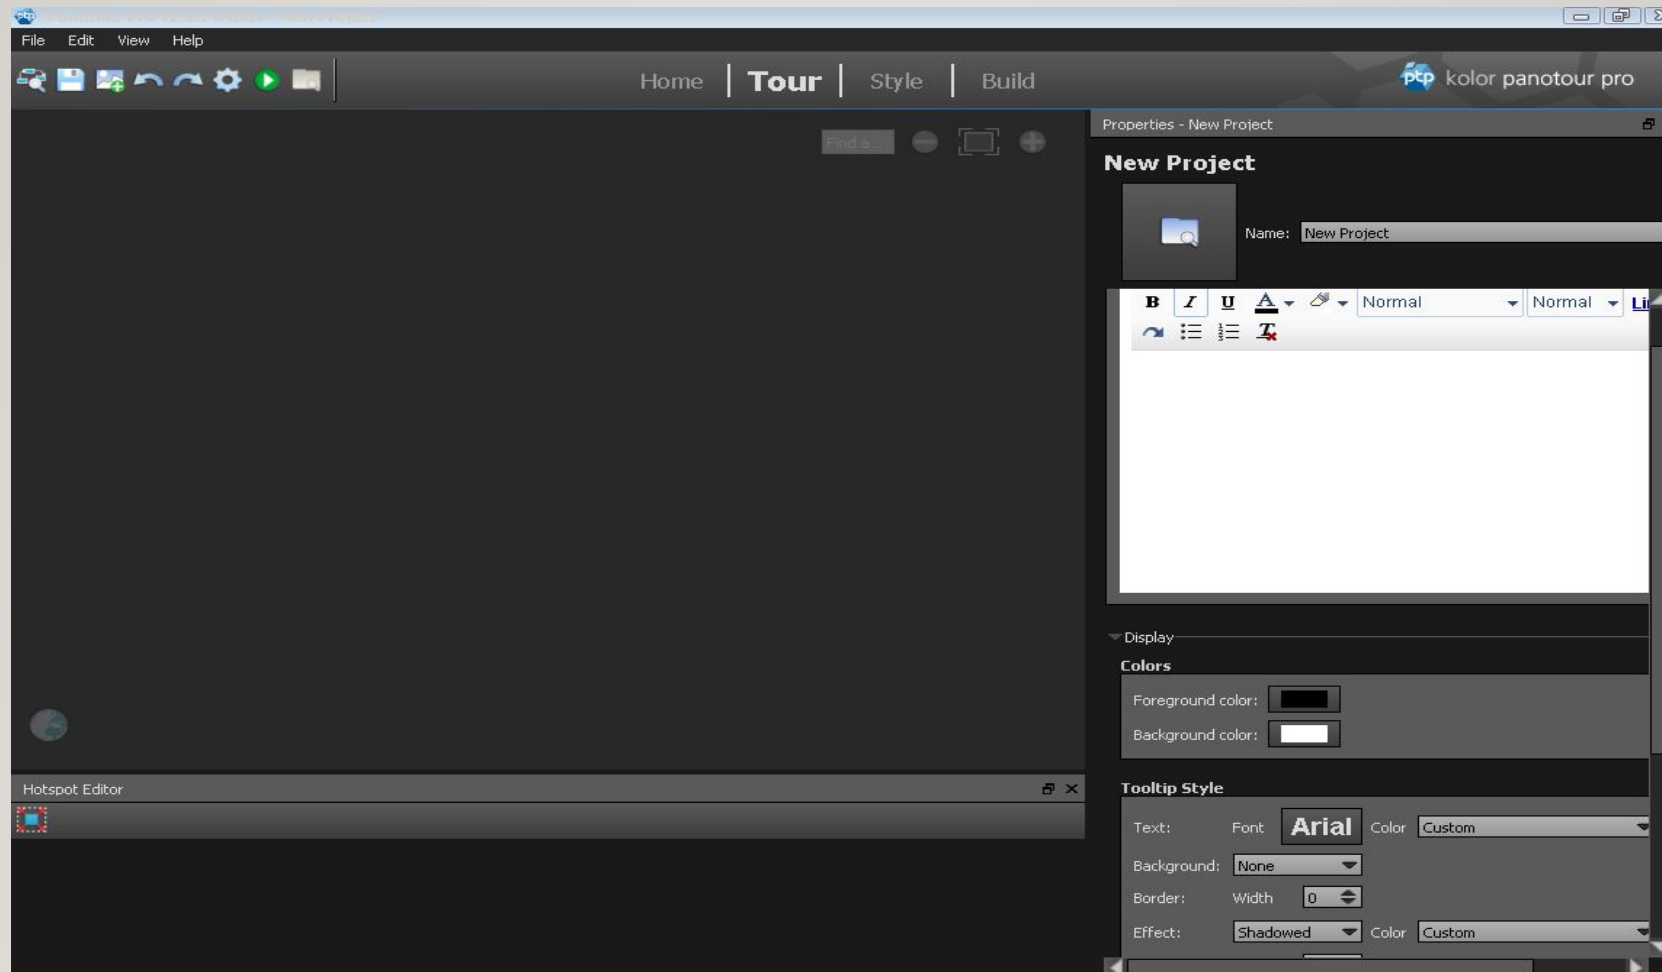 File Edit View Help
Home Tour Style Build
ptp kolor panotour pro
Find a...
Properties - New Project
New Project
Name: New Project
B I U A Normal Normal
Display
Colors
Foreground color:
Background color:
Hotspot Editor
Tooltip Style
Text: Font Arial Color Custom
Background: None
Border: Width 0
Effect: Shadowed Color Custom